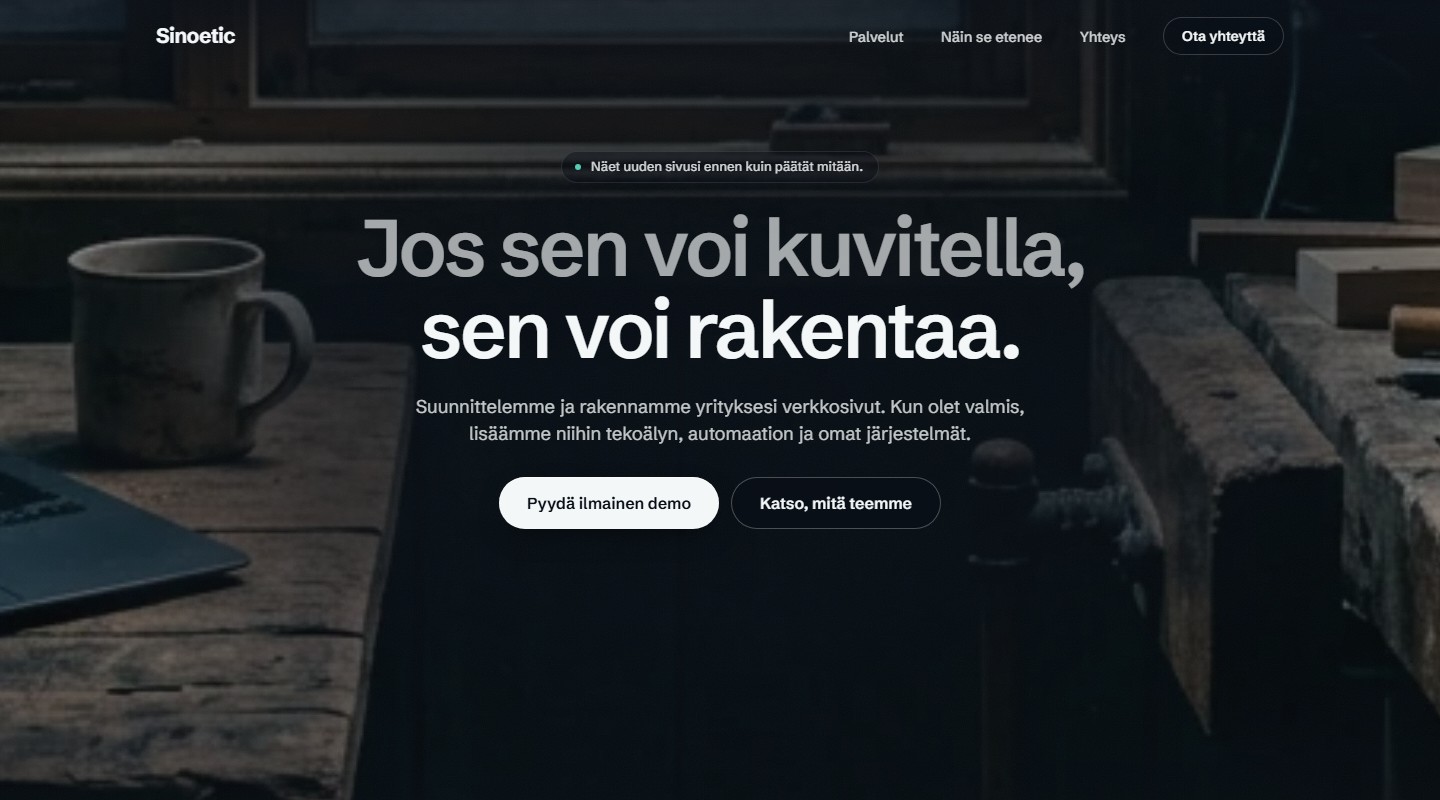 Sinoetic
Palvelut
Näin se etenee
Yhteys
Ota yhteyttä
Näet uuden sivusi ennen kuin päätät mitään.
Jos sen voi kuvitella,
sen voi rakentaa.
Suunnittelemme ja rakennamme yrityksesi verkkosivut. Kun olet valmis,
lisäämme niihin tekoälyn, automaation ja omat järjestelmät.
Pyydä ilmainen demo
Katso, mitä teemme